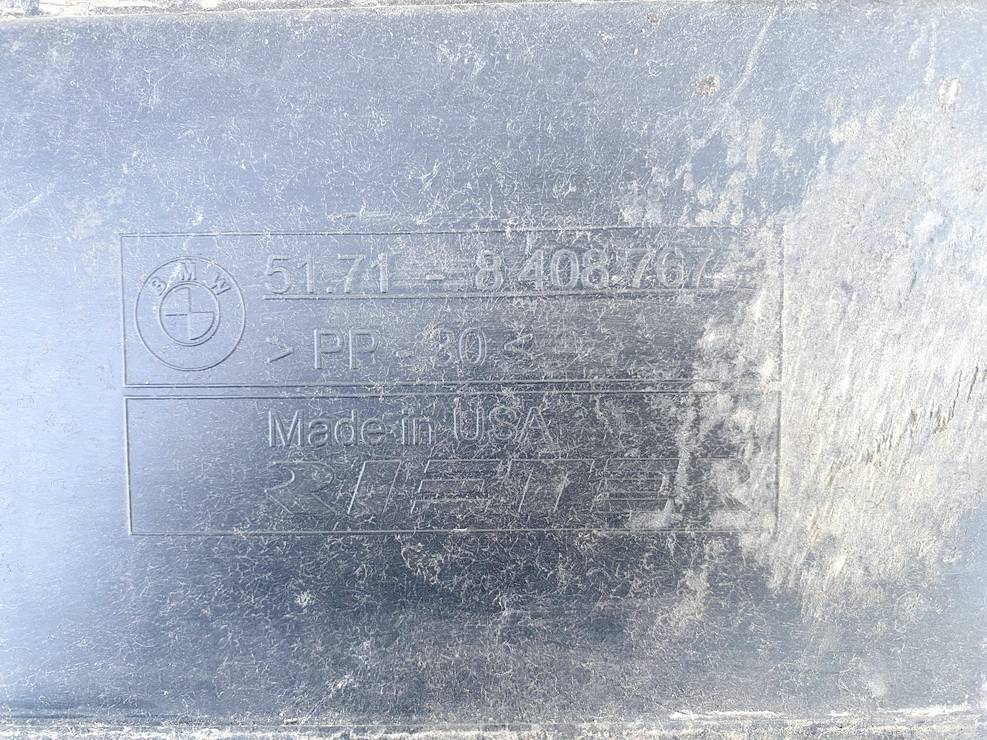 BMW
51.71 - 8 408 767
> PP - 30 <
Made in USA
RIETER